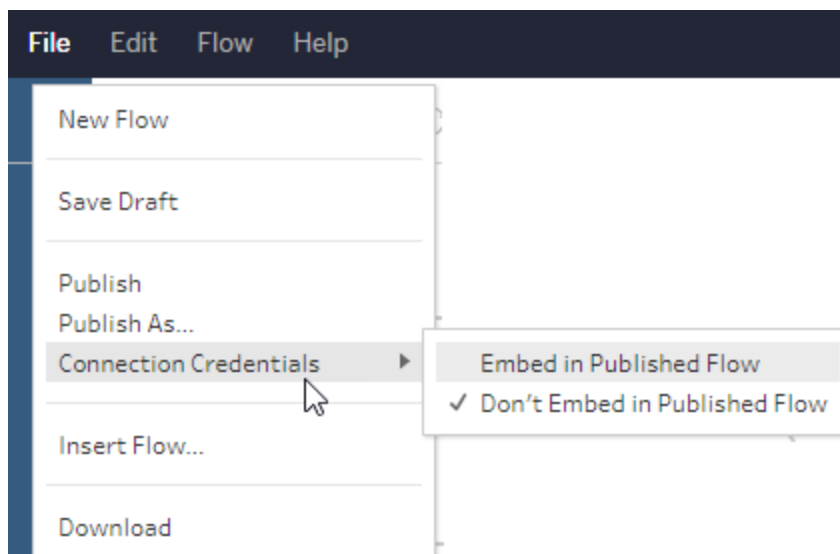 File Edit Flow Help
New Flow
Save Draft
Publish
Publish As...
Connection Credentials
Embed in Published Flow
Don't Embed in Published Flow
Insert Flow...
Download